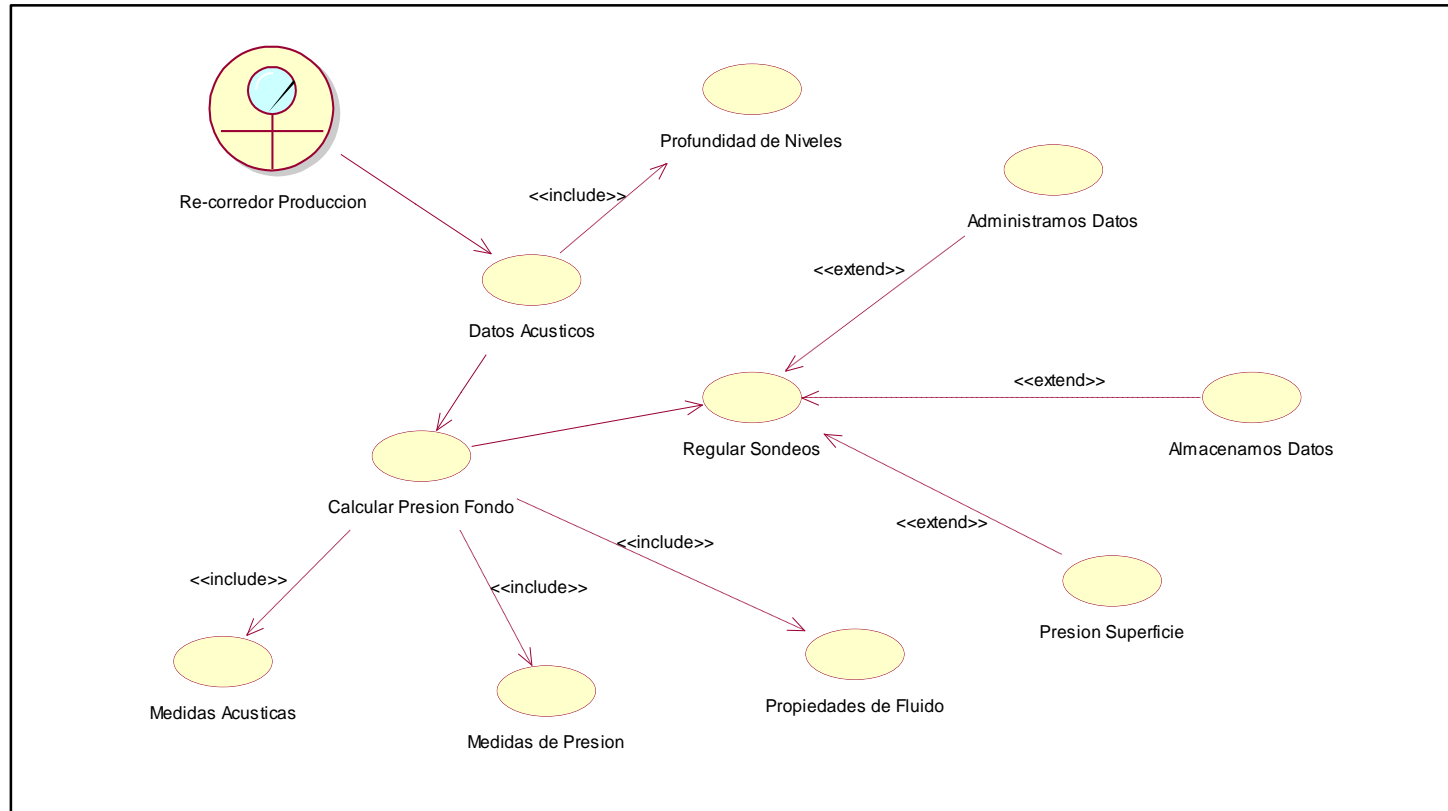 Profundidad de Niveles
Re-corredor Produccion
<<include>>
Administramos Datos
<<extend>>
Datos Acusticos
<<extend>>
Regular Sondeos
Almacenamos Datos
Calcular Presion Fondo
<<extend>>
<<include>>
<<include>>
<<include>>
Presion Superficie
Medidas Acusticas
Medidas de Presion
Propiedades de Fluido